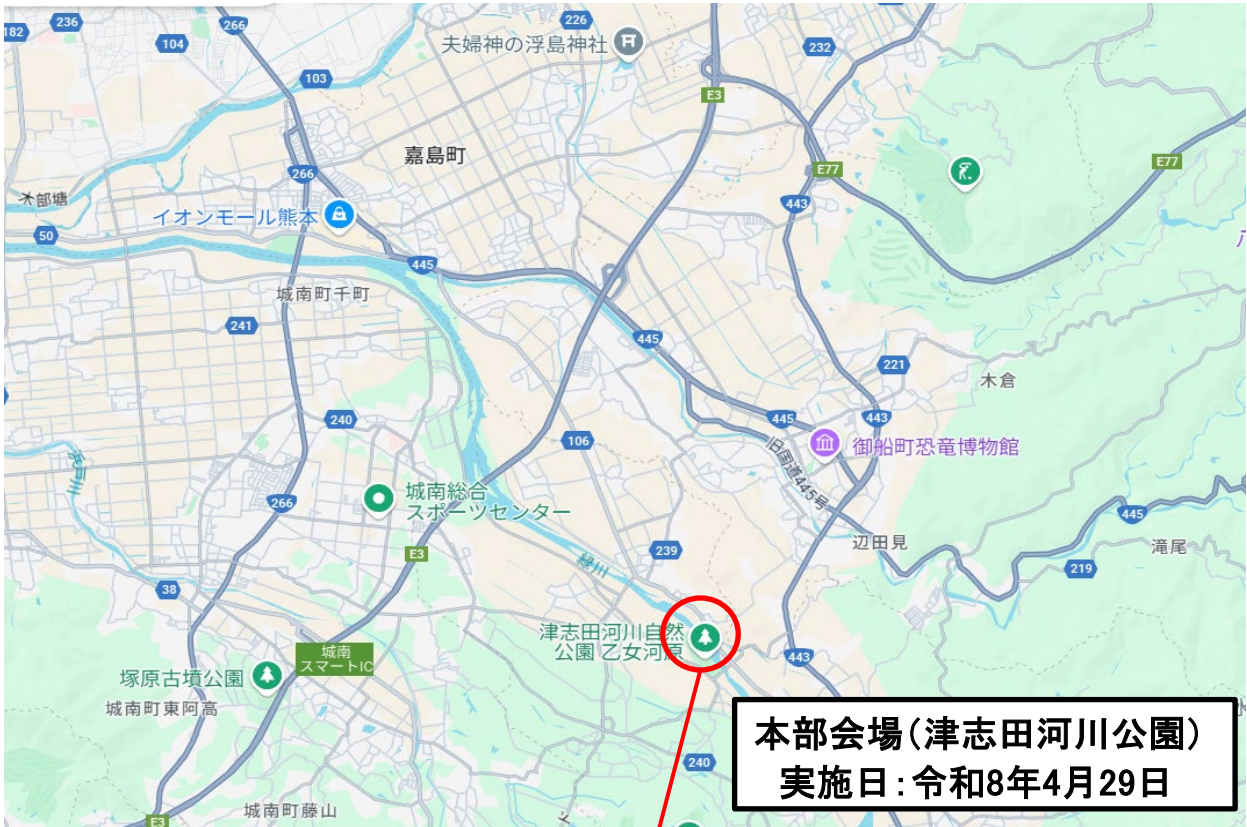 182
236
104
266
226
夫婦神の浮島神社
232
103
E3
嘉島町
266
E77
E77
木部塘
イオンモール熊本
443
50
445
城南町千町
241
445
221
木倉
240
106
445
443
御船町恐竜博物館
旧国道445号
浜戸川
城南総合
スポーツセンター
266
445
E3
緑川
239
辺田見
滝尾
219
38
津志田河川自然
公園 乙女河原
443
城南
スマートIC
塚原古墳公園
城南町東阿高
240
本部会場(津志田河川公園)
実施日:令和8年4月29日
城南町藤山
E3